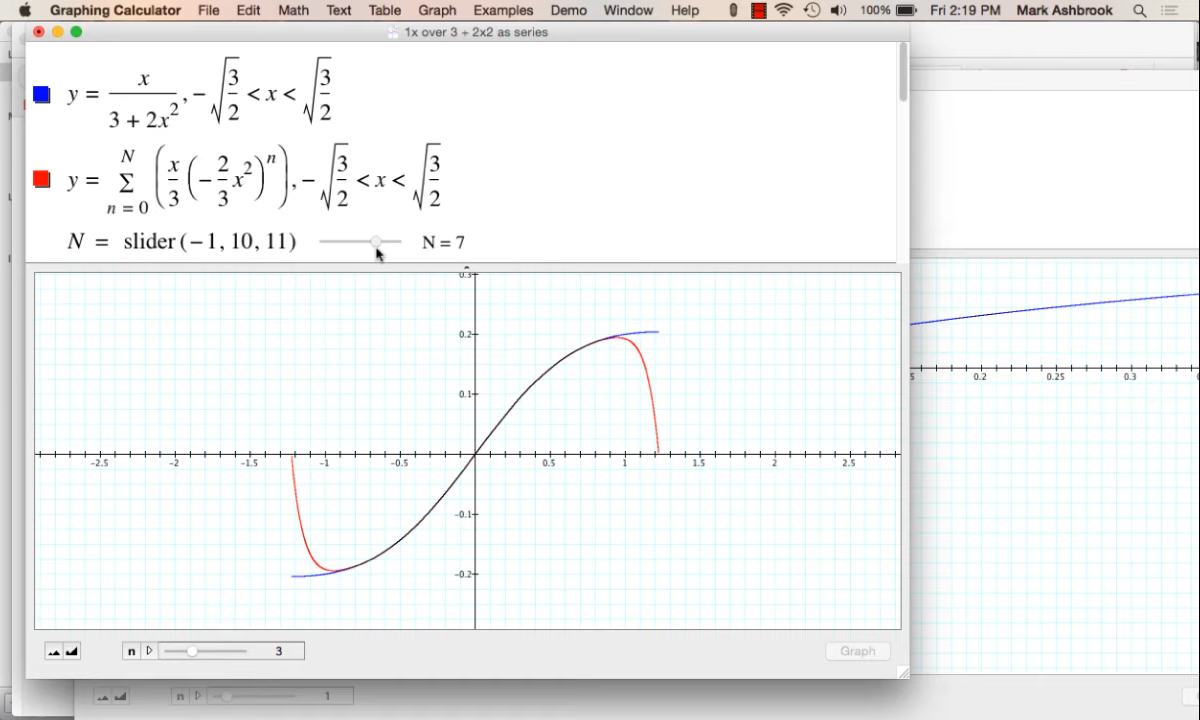 Graphing Calculator File Edit Math Text Table Graph Examples Demo Window Help 100% Fri 2:19 PM Mark Ashbrook
1x over 3 + 2x2 as series
y = x / (3 + 2x²), −√(3/2) < x < √(3/2)
y = Σ_{n = 0}^{N} (x/3 (−2/3 x²)ⁿ), −√(3/2) < x < √(3/2)
N = slider (−1, 10, 11) N = 7
0.3
0.2
0.1
-2.5 -2 -1.5 -1 -0.5 0.5 1 1.5 2 2.5
-0.1
-0.2
5 0.2 0.25 0.3
n 3 Graph
n 1